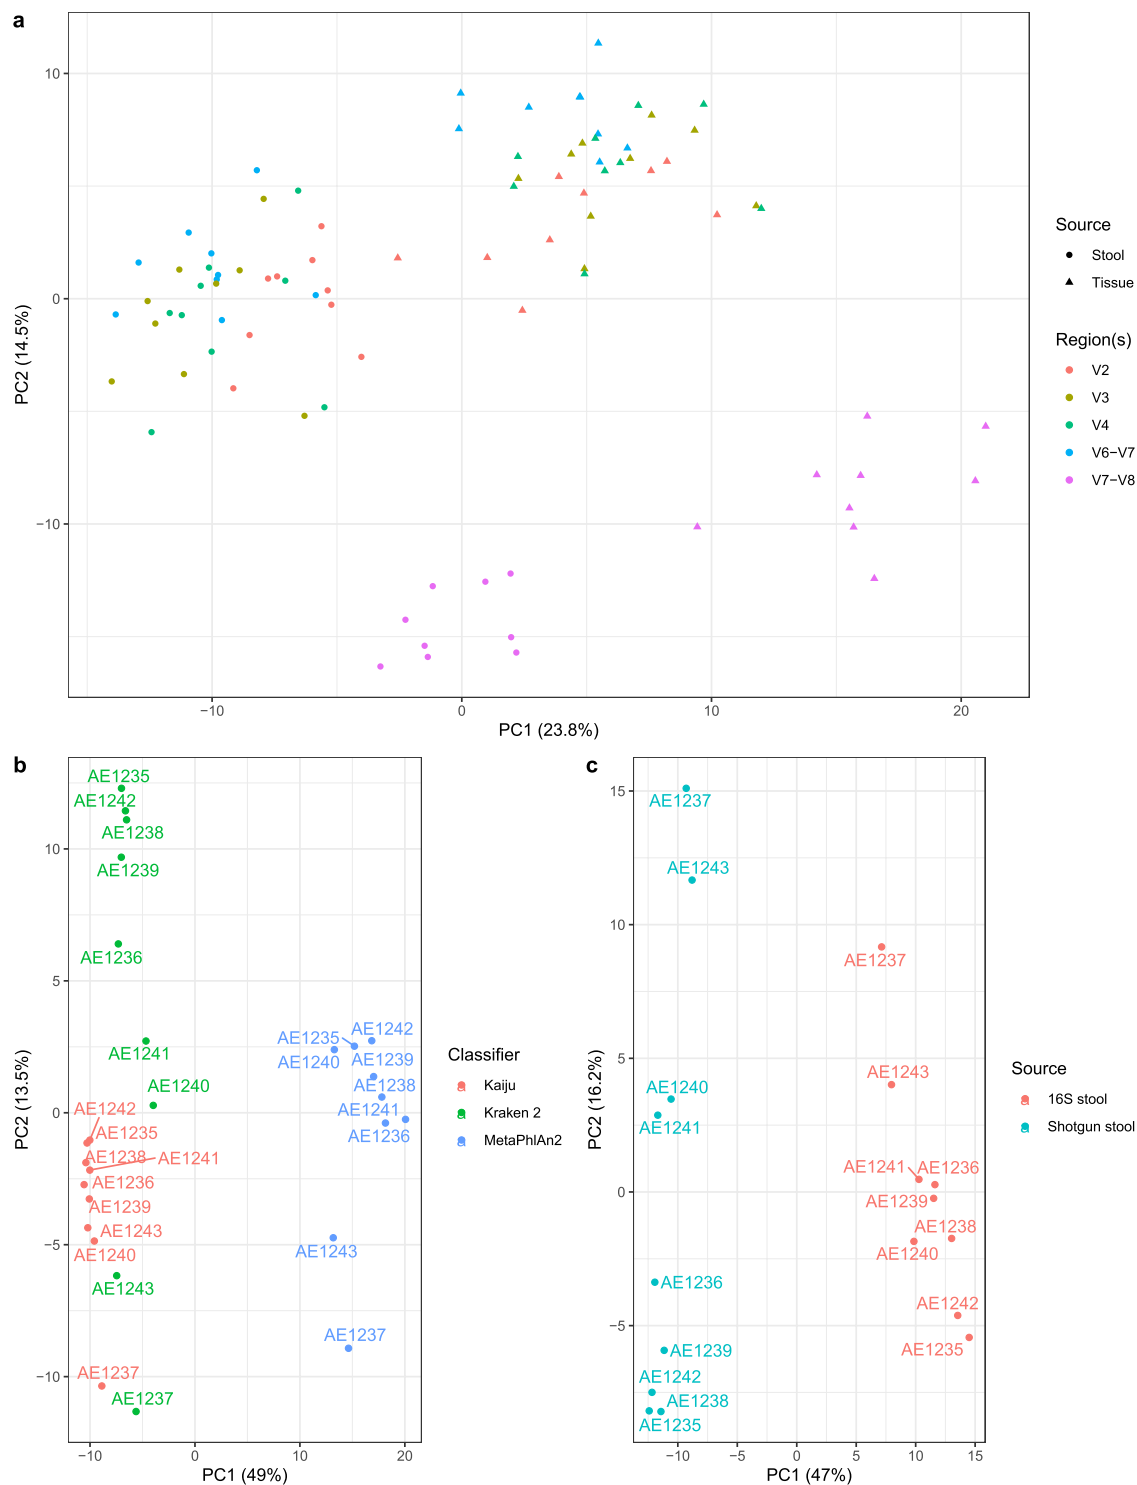 a
10
0
−10
PC2 (14.5%)
−10
0
10
20
PC1 (23.8%)
Source
Stool
Tissue
Region(s)
V2
V3
V4
V6−V7
V7−V8
b
AE1235
AE1242
AE1238
AE1239
AE1236
AE1241
AE1240
AE1242
AE1235
AE1238
AE1241
AE1236
AE1239
AE1243
AE1240
AE1243
AE1237
AE1237
AE1235
AE1242
AE1240
AE1239
AE1238
AE1241
AE1236
AE1243
AE1237
10
5
0
−5
−10
PC2 (13.5%)
−10
0
10
20
PC1 (49%)
Classifier
Kaiju
Kraken 2
MetaPhlAn2
c
AE1237
AE1243
AE1237
AE1243
AE1240
AE1241
AE1241
AE1236
AE1239
AE1238
AE1240
AE1236
AE1242
AE1235
AE1239
AE1242
AE1238
AE1235
15
10
5
0
−5
PC2 (16.2%)
−10
−5
0
5
10
15
PC1 (47%)
Source
16S stool
Shotgun stool